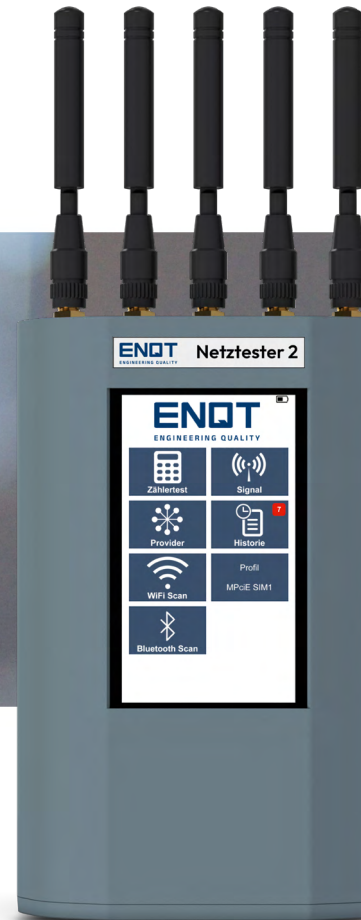 ENQT
ENGINEERING QUALITY
Netztester 2
ENQT
ENGINEERING QUALITY
Zählertest
Signal
Provider
7
Historie
WiFi Scan
Profil
MPciE SIM1
Bluetooth Scan